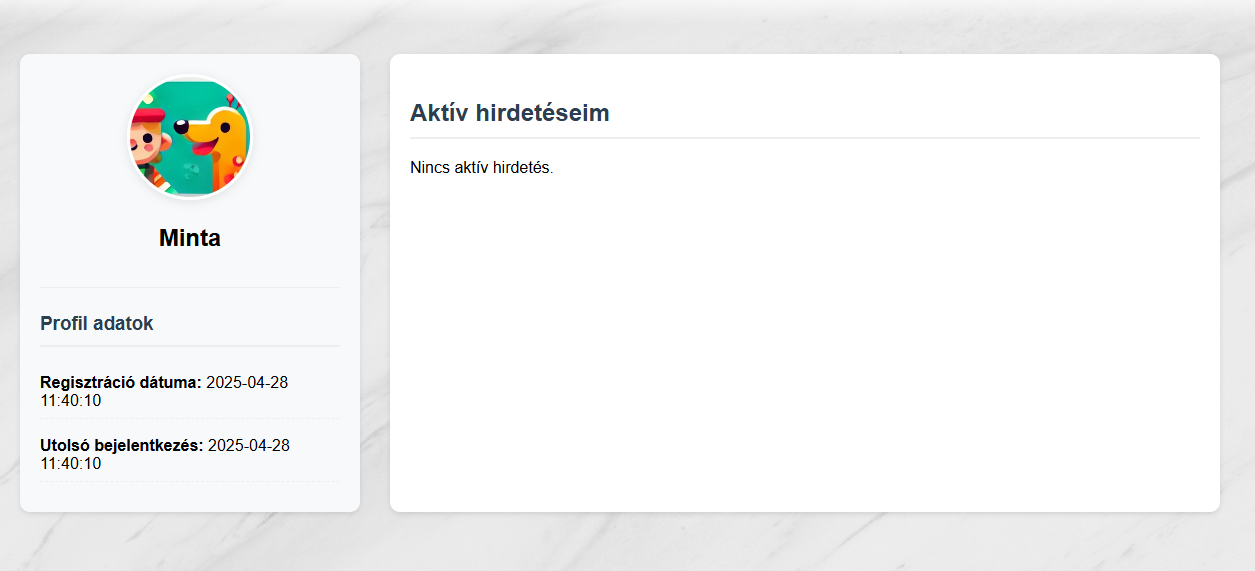 Minta
Profil adatok
Regisztráció dátuma: 2025-04-28
11:40:10
Utolsó bejelentkezés: 2025-04-28
11:40:10
Aktív hirdetéseim
Nincs aktív hirdetés.